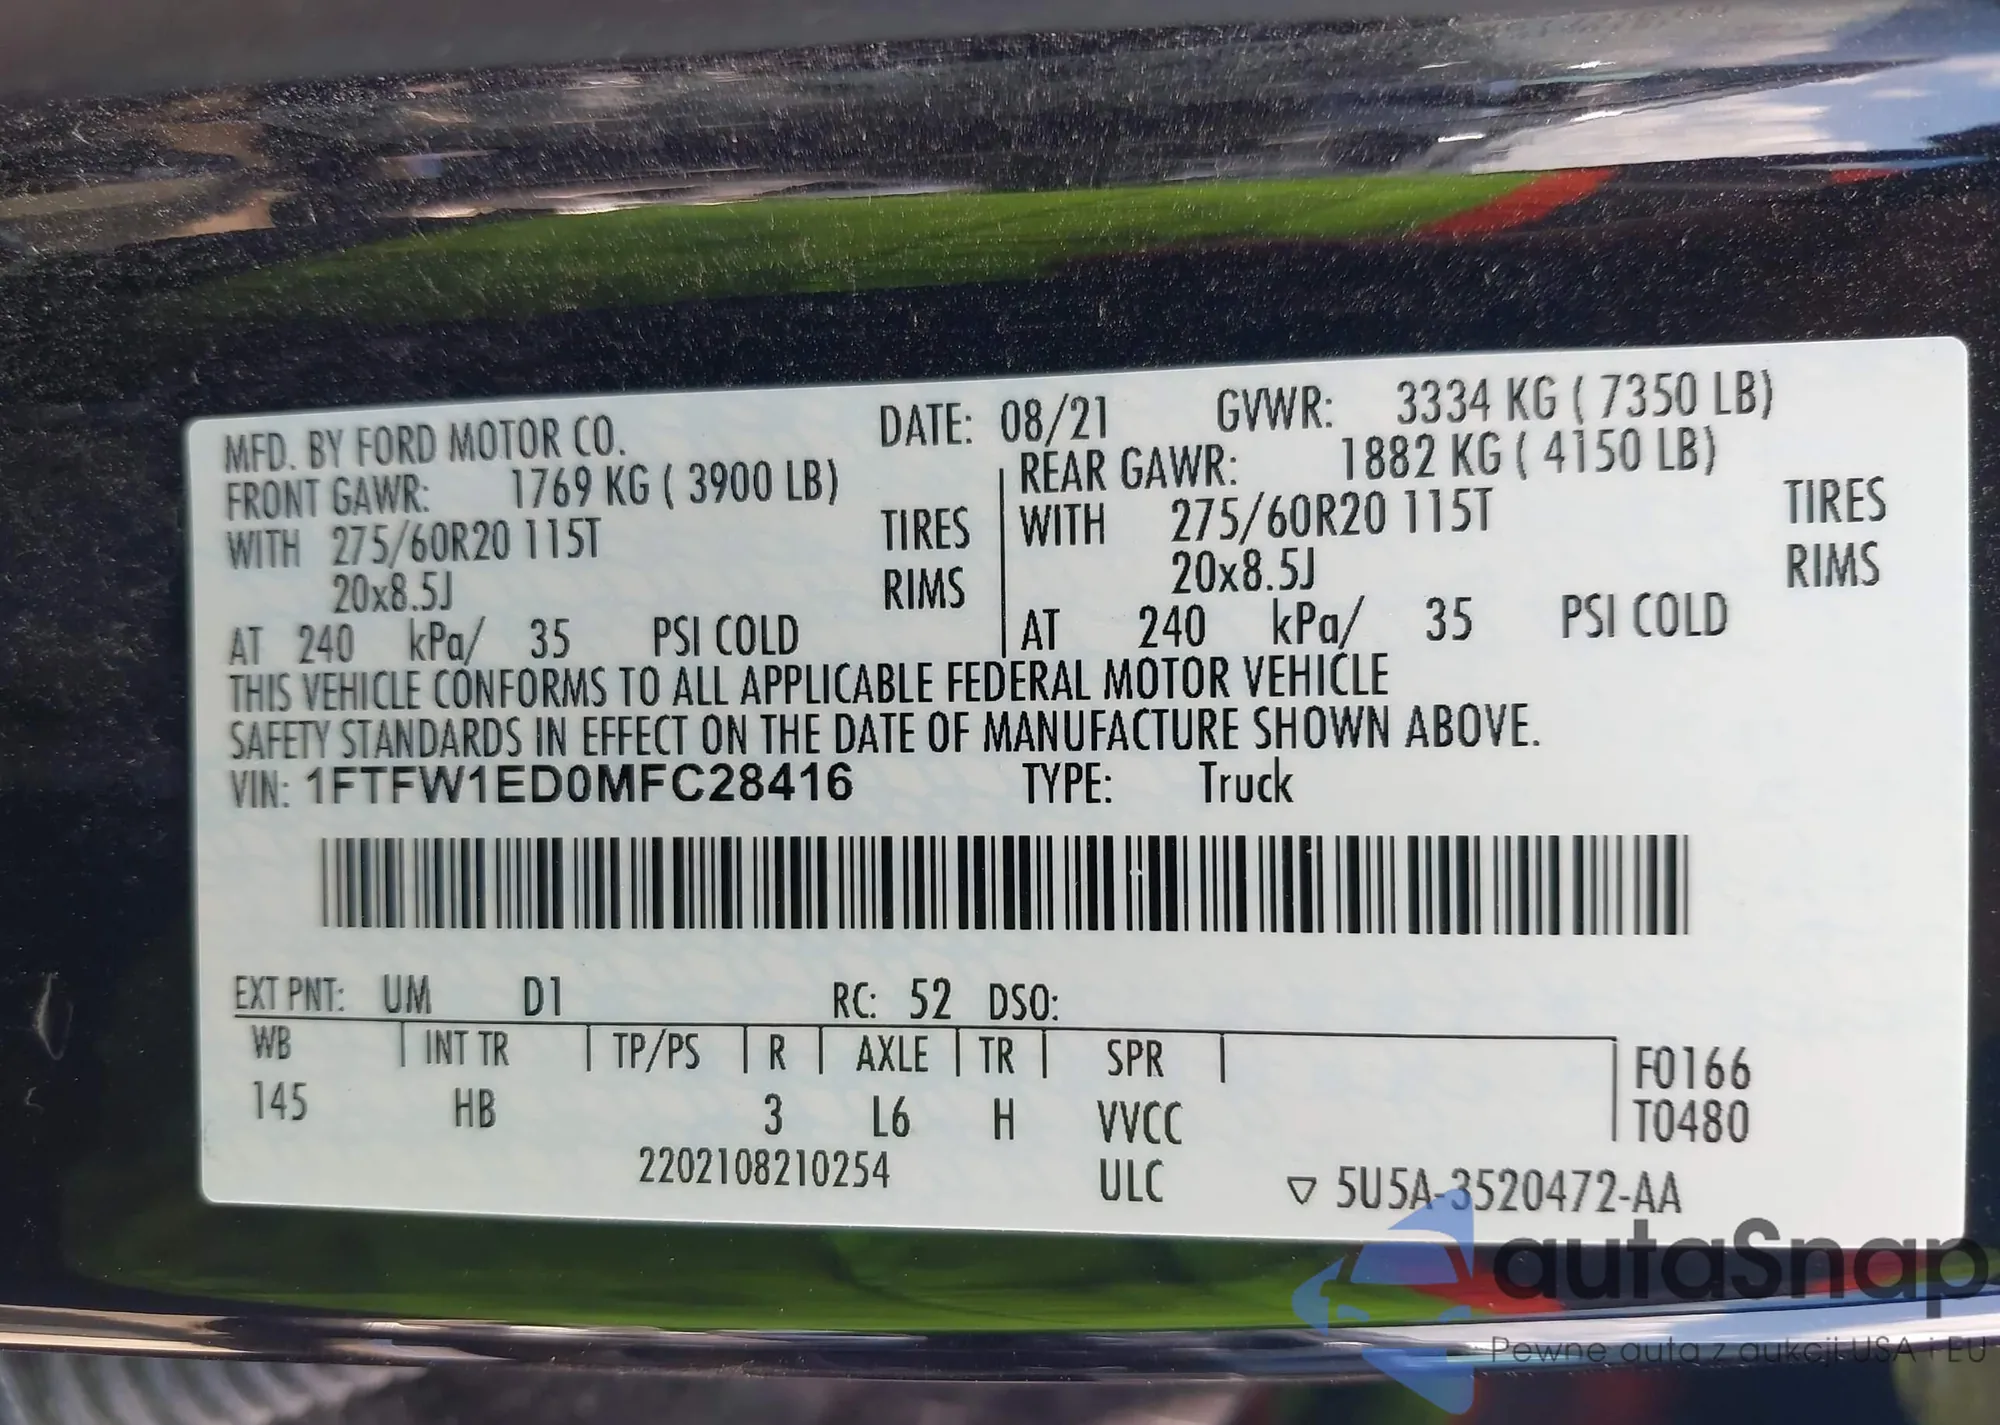 MFD. BY FORD MOTOR CO. DATE: 08/21 GVWR: 3334 KG ( 7350 LB)
FRONT GAWR: 1769 KG ( 3900 LB) REAR GAWR: 1882 KG ( 4150 LB)
WITH 275/60R20 115T TIRES WITH 275/60R20 115T TIRES
20x8.5J RIMS 20x8.5J RIMS
AT 240 kPa/ 35 PSI COLD AT 240 kPa/ 35 PSI COLD
THIS VEHICLE CONFORMS TO ALL APPLICABLE FEDERAL MOTOR VEHICLE
SAFETY STANDARDS IN EFFECT ON THE DATE OF MANUFACTURE SHOWN ABOVE.
VIN: 1FTFW1ED0MFC28416 TYPE: Truck
EXT PNT: UM D1 RC: 52 DSO:
WB INT TR TP/PS R AXLE TR SPR F0166
145 HB 3 L6 H VVCC T0480
2202108210254 ULC ▽ 5U5A-3520472-AA
autaSnap
Pewne auta z aukcji USA i EU